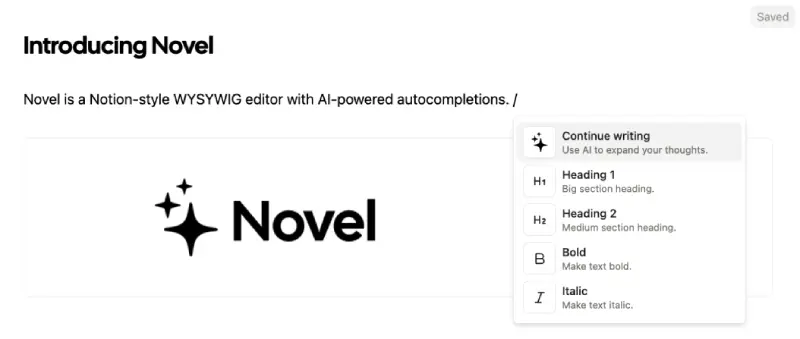 Saved
Introducing Novel
Novel is a Notion-style WYSYWIG editor with AI-powered autocompletions. /
Continue writing
Use AI to expand your thoughts.
H1 Heading 1
Big section heading.
H2 Heading 2
Medium section heading.
B Bold
Make text bold.
I Italic
Make text italic.
Novel